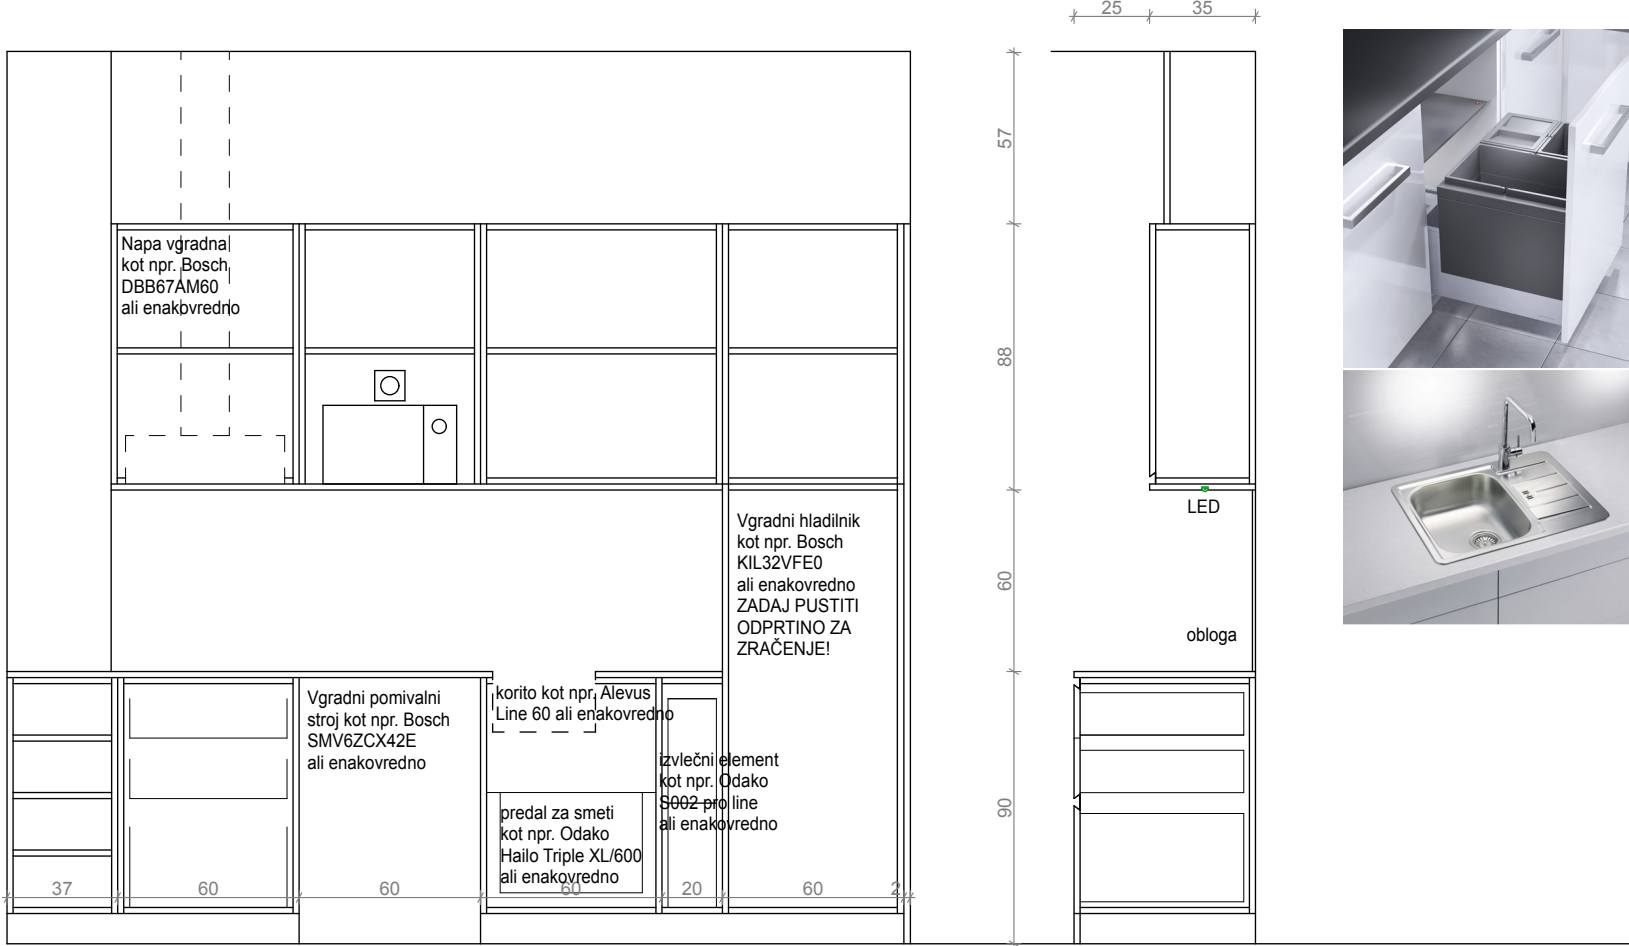 25
35
57
88
60
90
Napa vgradna
kot npr. Bosch
DBB67AM60
ali enakovredno
LED
obloga
Vgradni hladilnik
kot npr. Bosch
KIL32VFE0
ali enakovredno
ZADAJ PUSTITI
ODPRTINO ZA
ZRAČENJE!
Vgradni pomivalni
stroj kot npr. Bosch
SMV6ZCX42E
ali enakovredno
korito kot npr. Alevus
Line 60 ali enakovredno
izvlečni element
kot npr. Odako
S002 pro line
ali enakovredno
predal za smeti
kot npr. Odako
Hailo Triple XL/600
ali enakovredno
37
60
60
60
20
60
2